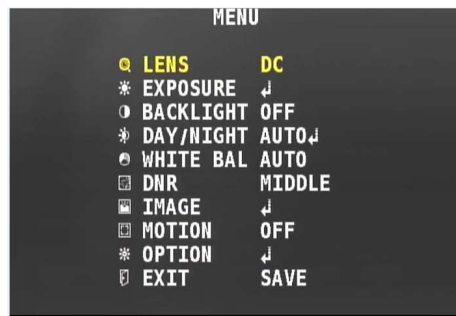 MENU
LENS DC
EXPOSURE ↲
BACKLIGHT OFF
DAY/NIGHT AUTO↲
WHITE BAL AUTO
DNR MIDDLE
IMAGE ↲
MOTION OFF
OPTION ↲
EXIT SAVE